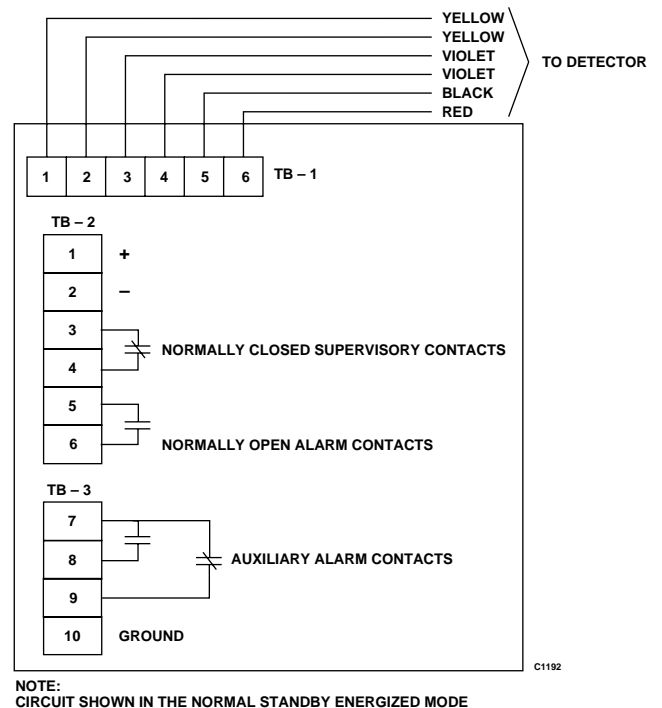 YELLOW
YELLOW
VIOLET
VIOLET
BLACK
RED
TO DETECTOR
1 2 3 4 5 6 TB – 1
TB – 2
1 +
2 –
3
NORMALLY CLOSED SUPERVISORY CONTACTS
4
5
6 NORMALLY OPEN ALARM CONTACTS
TB – 3
7
8 AUXILIARY ALARM CONTACTS
9
10 GROUND
C1192
NOTE:
CIRCUIT SHOWN IN THE NORMAL STANDBY ENERGIZED MODE